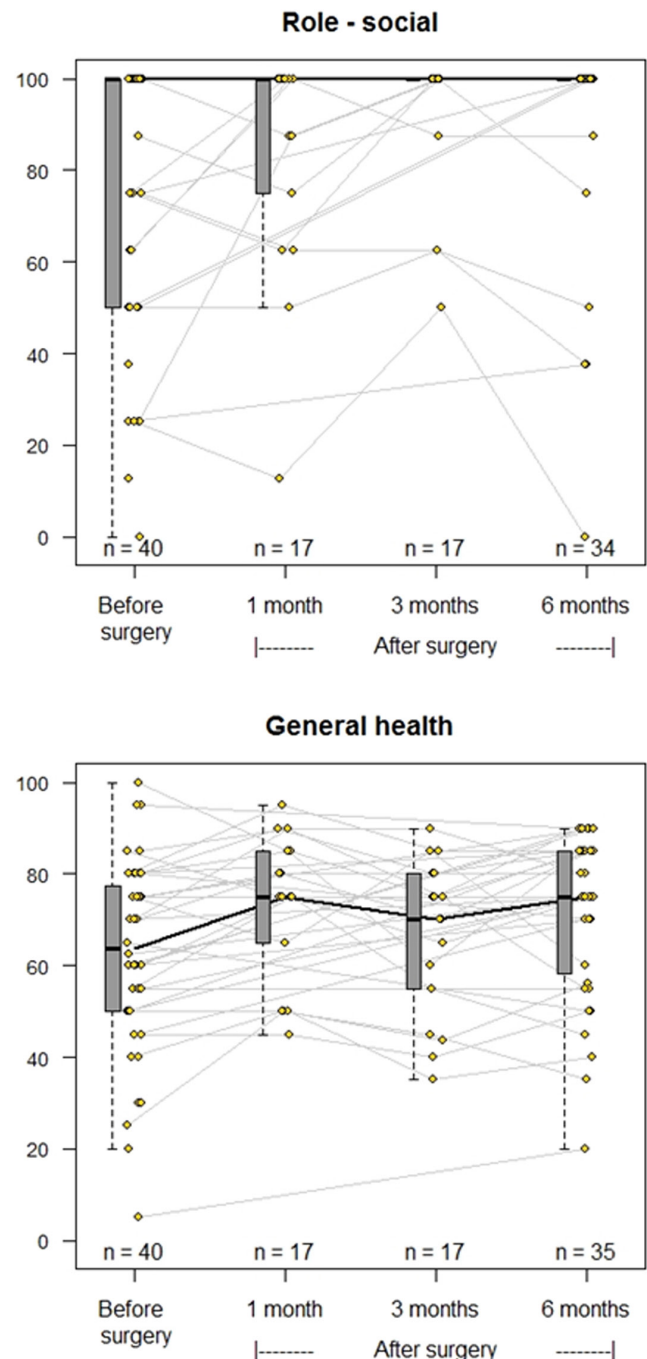 Role - social
100
80
60
40
20
0
n = 40 n = 17 n = 17 n = 34
Before surgery 1 month 3 months 6 months
|-------- After surgery --------|
General health
100
80
60
40
20
0
n = 40 n = 17 n = 17 n = 35
Before surgery 1 month 3 months 6 months
|-------- After surgery --------|